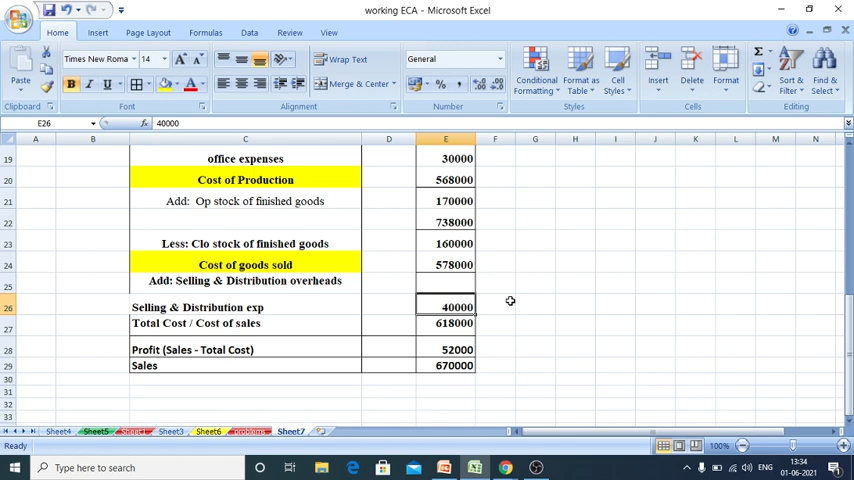 working ECA - Microsoft Excel
Home Insert Page Layout Formulas Data Review View
Paste
Clipboard
Times New Roma 14 A A
B I U A
Font
Wrap Text
Merge & Center
Alignment
General
% ,
Number
Conditional Formatting Format as Table Cell Styles
Styles
Insert Delete Format
Cells
Σ Sort & Filter Find & Select
Editing
E26 fx 40000
A B C D E F G H I J K L M N
19 office expenses 30000
20 Cost of Production 568000
21 Add: Op stock of finished goods 170000
22 738000
23 Less: Clo stock of finished goods 160000
24 Cost of goods sold 578000
25 Add: Selling & Distribution overheads
26 Selling & Distribution exp 40000
27 Total Cost / Cost of sales 618000
28 Profit (Sales - Total Cost) 52000
29 Sales 670000
30
31
32
33
Sheet4 Sheet5 Sheet1 Sheet3 Sheet6 problems Sheet7
Ready 100%
Type here to search
ENG
13:34
01-06-2021